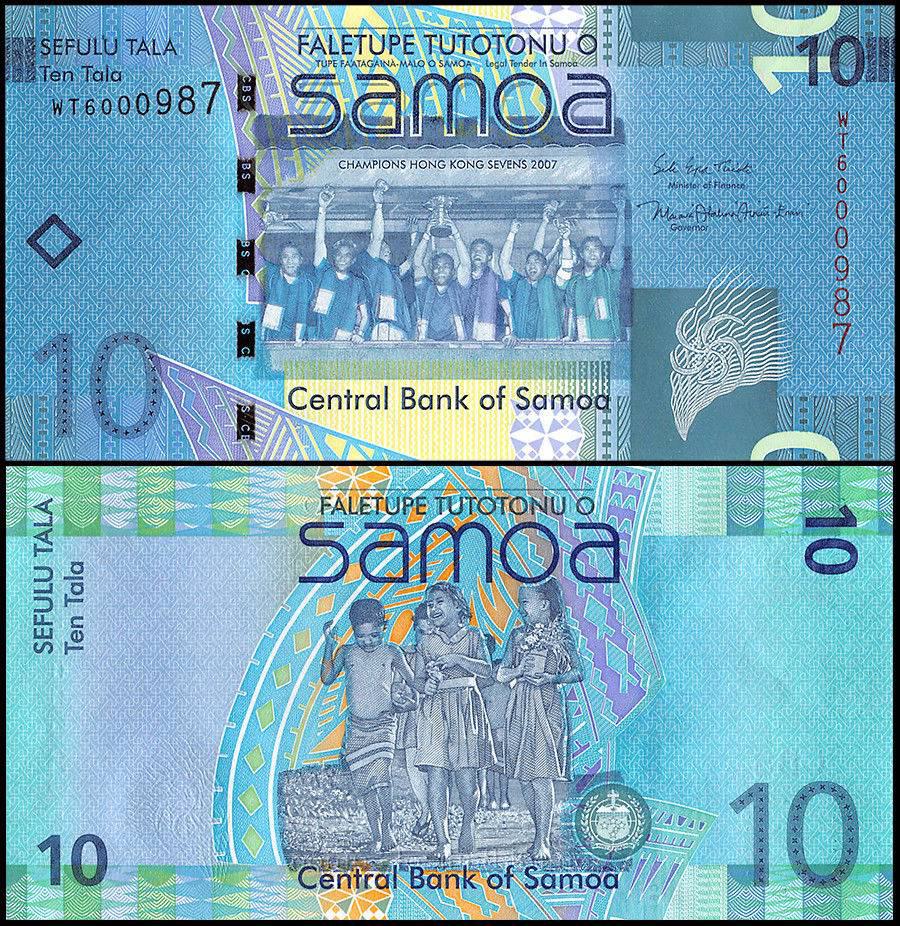 SEFULU TALA
Ten Tala
WT6000987
FALETUPE TUTOTONU O
TUPE FAATAGAINA-MALO O SAMOA Legal Tender In Samoa
samoa
CHAMPIONS HONG KONG SEVENS 2007
10
10
Minister of Finance
Governor
WT6000987
CBS
BS
BS C
S C
S CB
10
Central Bank of Samoa
FALETUPE TUTOTONU O
samoa
SEFULU TALA
Ten Tala
10
10
10
Central Bank of Samoa